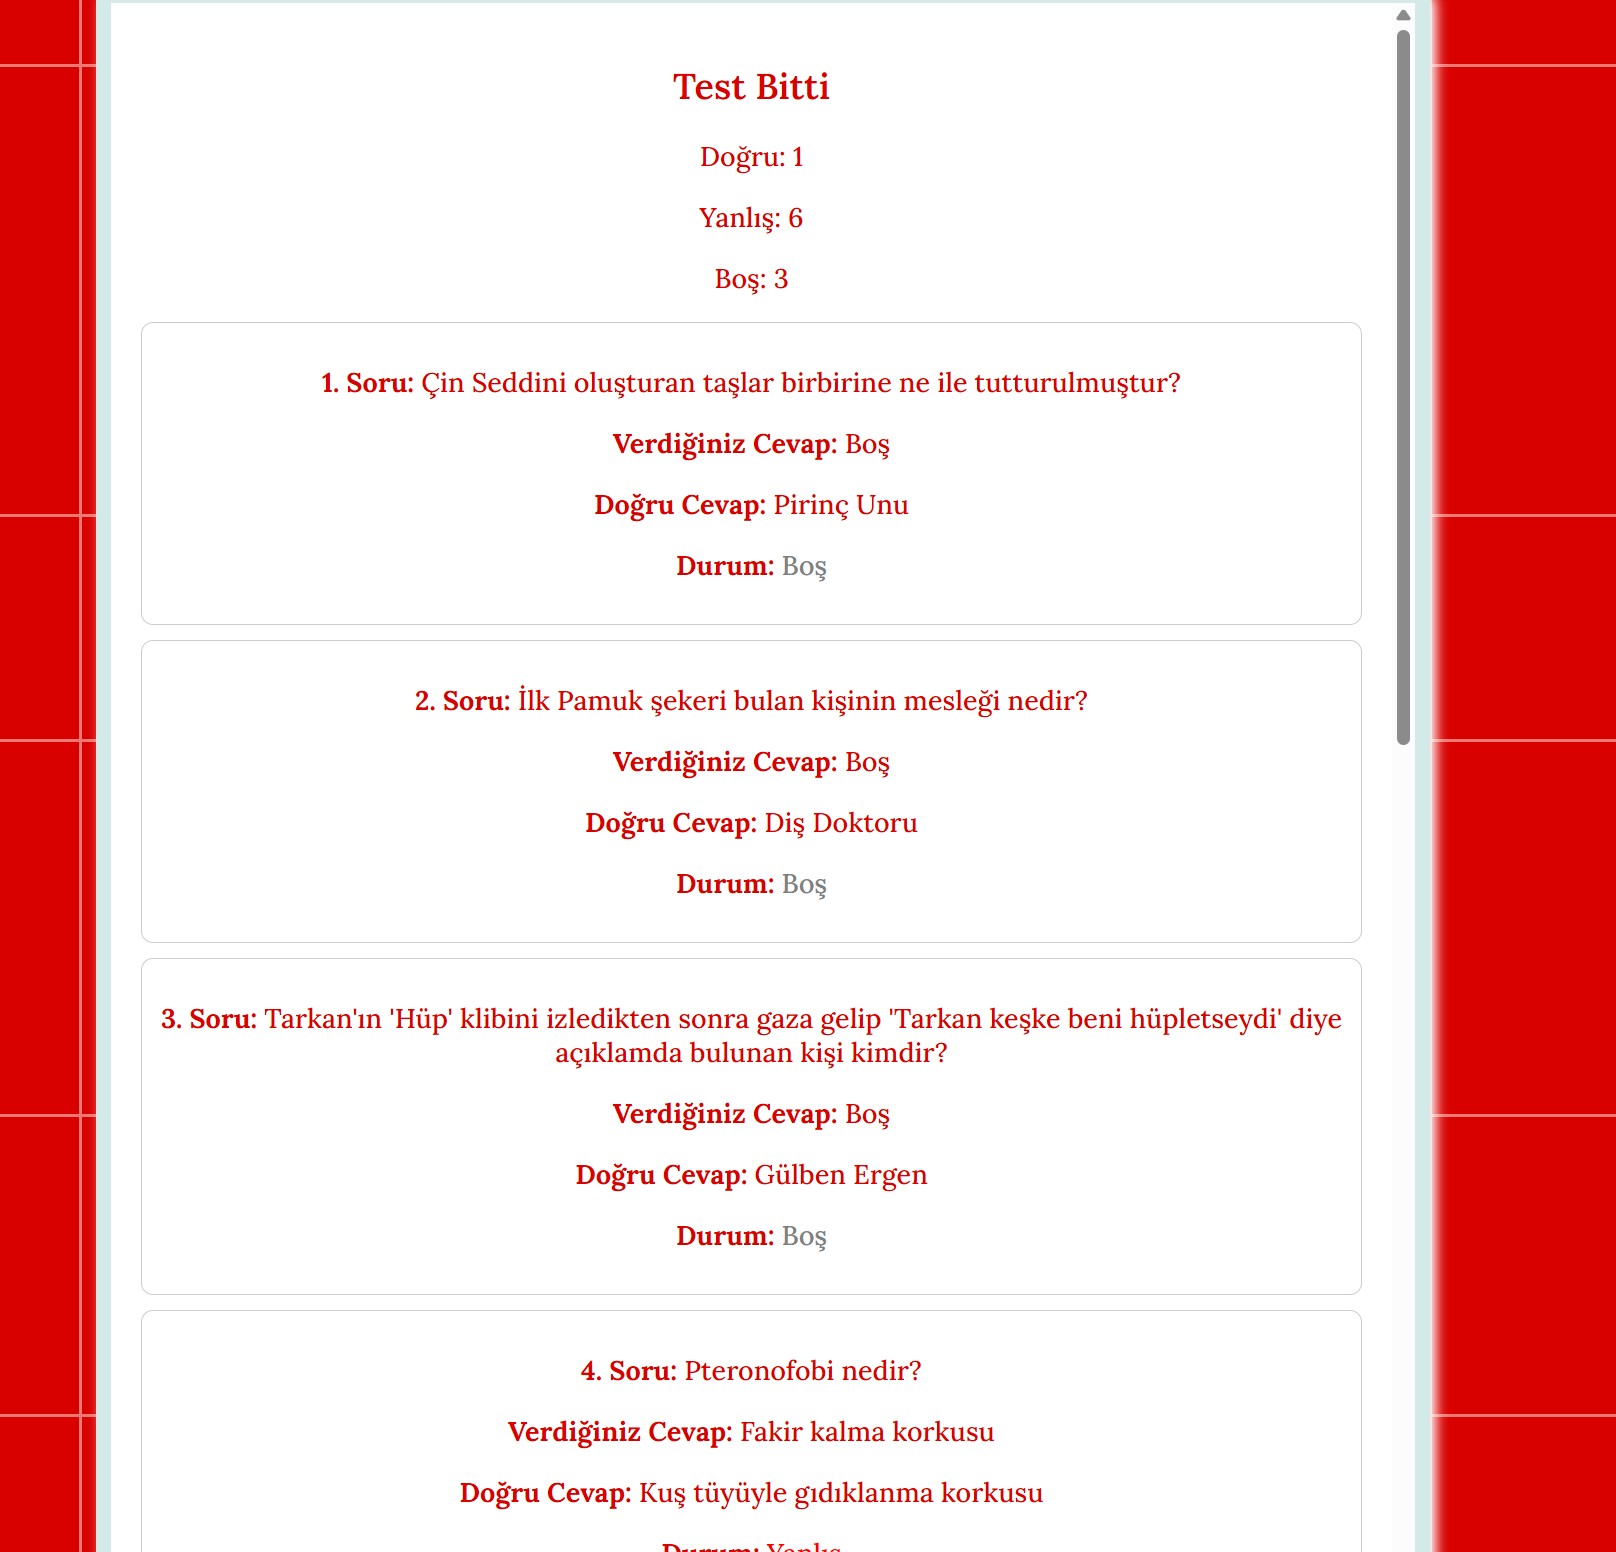 Test Bitti
Doğru: 1
Yanlış: 6
Boş: 3
1. Soru: Çin Seddini oluşturan taşlar birbirine ne ile tutturulmuştur?
Verdiğiniz Cevap: Boş
Doğru Cevap: Pirinç Unu
Durum: Boş
2. Soru: İlk Pamuk şekeri bulan kişinin mesleği nedir?
Verdiğiniz Cevap: Boş
Doğru Cevap: Diş Doktoru
Durum: Boş
3. Soru: Tarkan'ın 'Hüp' klibini izledikten sonra gaza gelip 'Tarkan keşke beni hüpletseydi' diye
açıklamda bulunan kişi kimdir?
Verdiğiniz Cevap: Boş
Doğru Cevap: Gülben Ergen
Durum: Boş
4. Soru: Pteronofobi nedir?
Verdiğiniz Cevap: Fakir kalma korkusu
Doğru Cevap: Kuş tüyüyle gıdıklanma korkusu
Durum: Yanlış